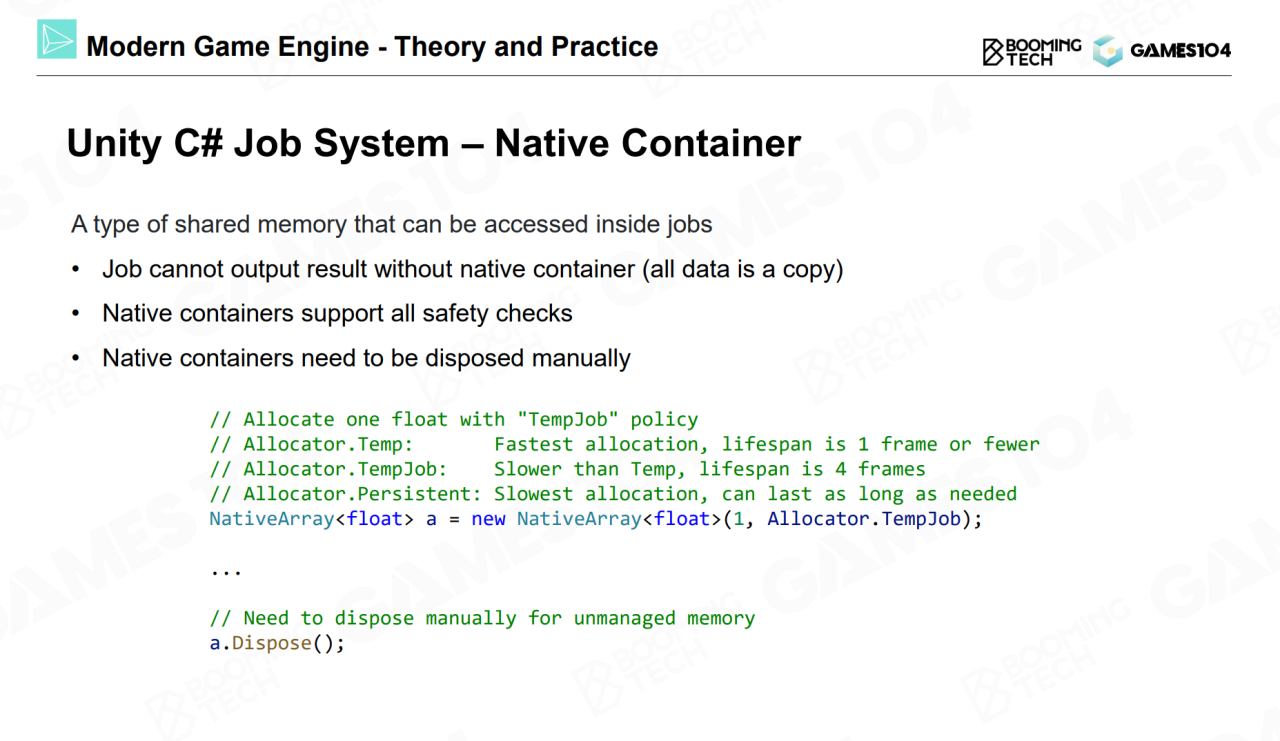 Modern Game Engine - Theory and Practice
BOOMING
TECH
GAMES104
Unity C# Job System – Native Container
A type of shared memory that can be accessed inside jobs
• Job cannot output result without native container (all data is a copy)
• Native containers support all safety checks
• Native containers need to be disposed manually
// Allocate one float with "TempJob" policy
// Allocator.Temp:       Fastest allocation, lifespan is 1 frame or fewer
// Allocator.TempJob:    Slower than Temp, lifespan is 4 frames
// Allocator.Persistent: Slowest allocation, can last as long as needed
NativeArray<float> a = new NativeArray<float>(1, Allocator.TempJob);
...
// Need to dispose manually for unmanaged memory
a.Dispose();